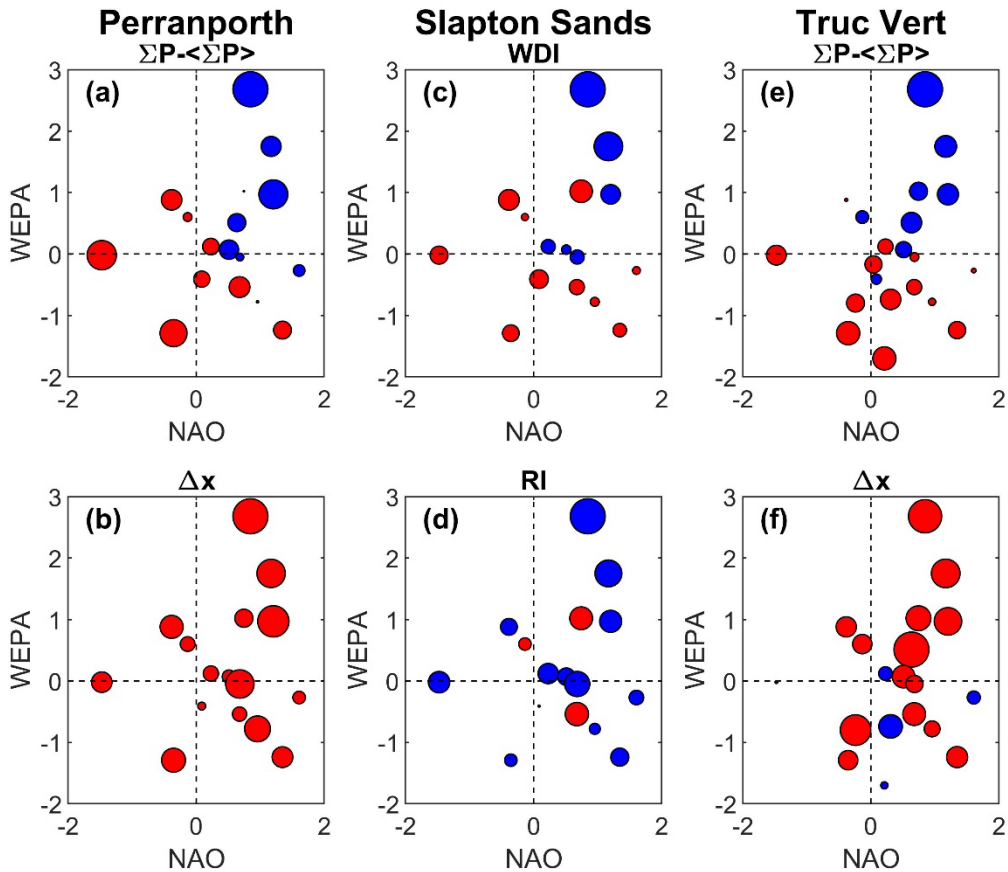 Perranporth Slapton Sands Truc Vert
ΣP-<ΣP> WDI ΣP-<ΣP>
3 3 3
(a) (c) (e)
2 2 2
1 1 1
WEPA WEPA WEPA
0 0 0
-1 -1 -1
-2 -2 -2
-2 0 2 -2 0 2 -2 0 2
NAO NAO NAO
Δx RI Δx
3 3 3
(b) (d) (f)
2 2 2
1 1 1
WEPA WEPA WEPA
0 0 0
-1 -1 -1
-2 -2 -2
-2 0 2 -2 0 2 -2 0 2
NAO NAO NAO